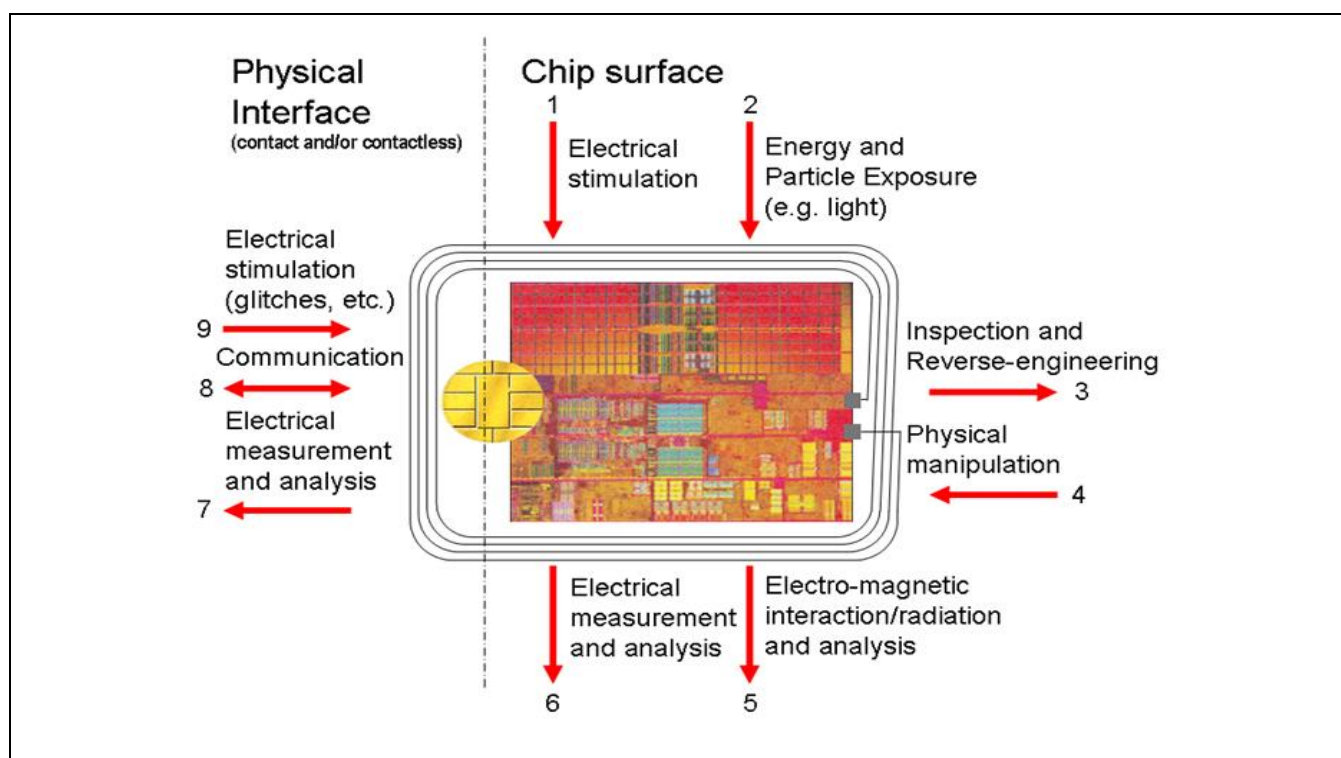 Physical
Interface
(contact and/or contactless)
Chip surface
1
2
Electrical
stimulation
Energy and
Particle Exposure
(e.g. light)
Electrical
stimulation
(glitches, etc.)
9
Communication
8
Electrical
measurement
and analysis
7
Inspection and
Reverse-engineering
3
Physical
manipulation
4
Electrical
measurement
and analysis
6
Electro-magnetic
interaction/radiation
and analysis
5